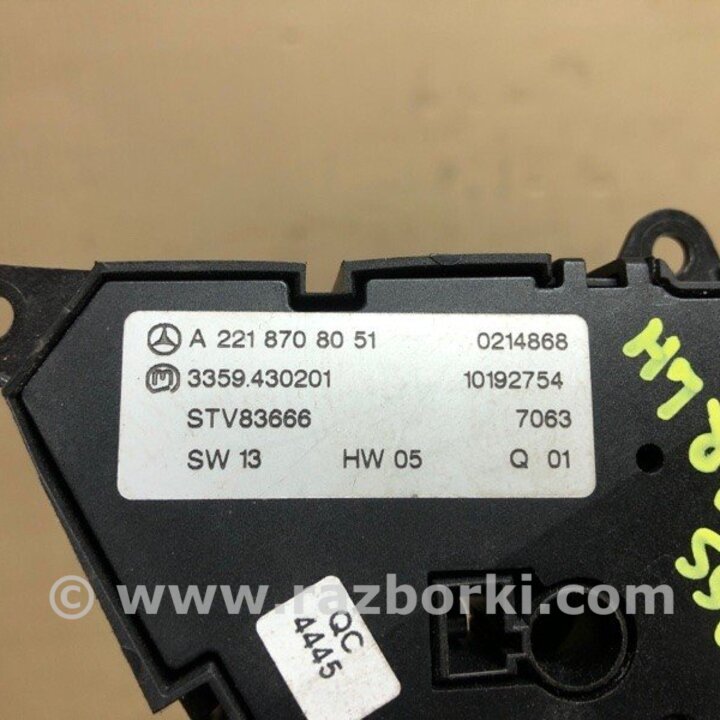 A 221 870 80 51 0214868
3359.430201 10192754
STV83666 7063
SW 13 HW 05 Q 01
© www.razborki.com
QC
4445